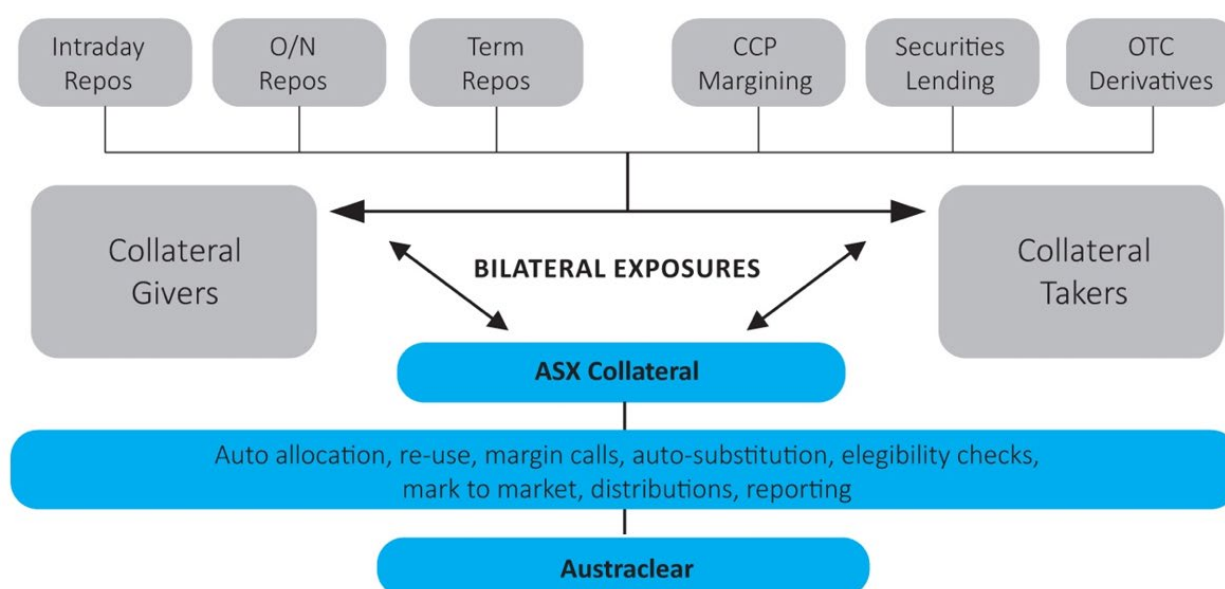 Intraday
Repos
O/N
Repos
Term
Repos
CCP
Margining
Securities
Lending
OTC
Derivatives
Collateral
Givers
BILATERAL EXPOSURES
Collateral
Takers
ASX Collateral
Auto allocation, re-use, margin calls, auto-substitution, elegibility checks,
mark to market, distributions, reporting
Austraclear